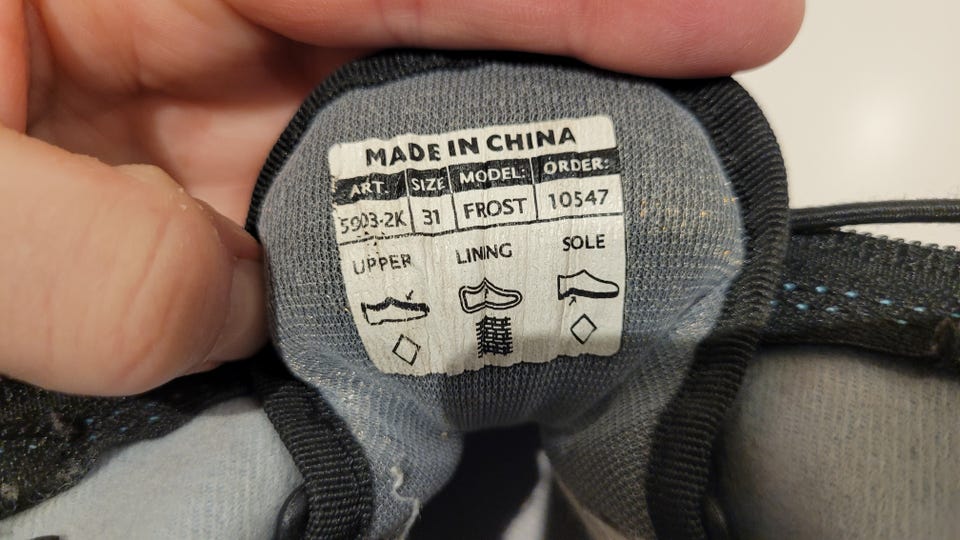 MADE IN CHINA
ART. SIZE MODEL: ORDER:
5903-2K 31 FROST 10547
UPPER LINING SOLE